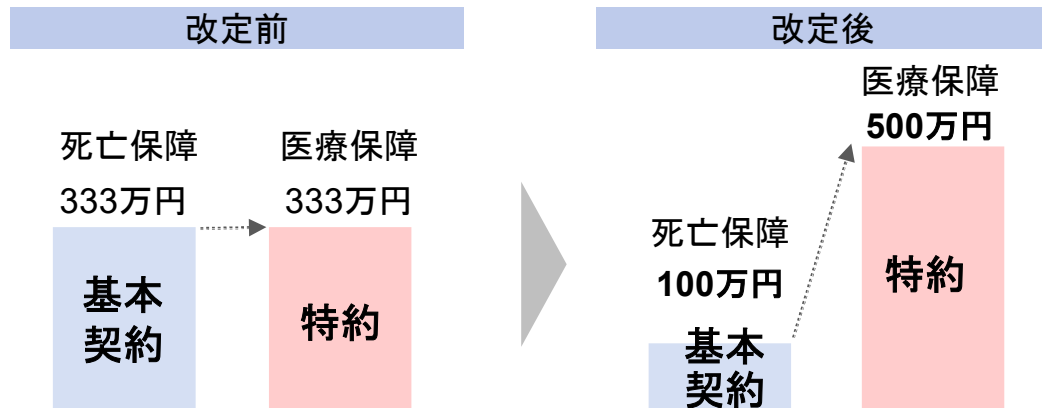 改定前
死亡保障
333万円
医療保障
333万円
基本
契約
特約
改定後
医療保障
500万円
死亡保障
100万円
特約
基本
契約